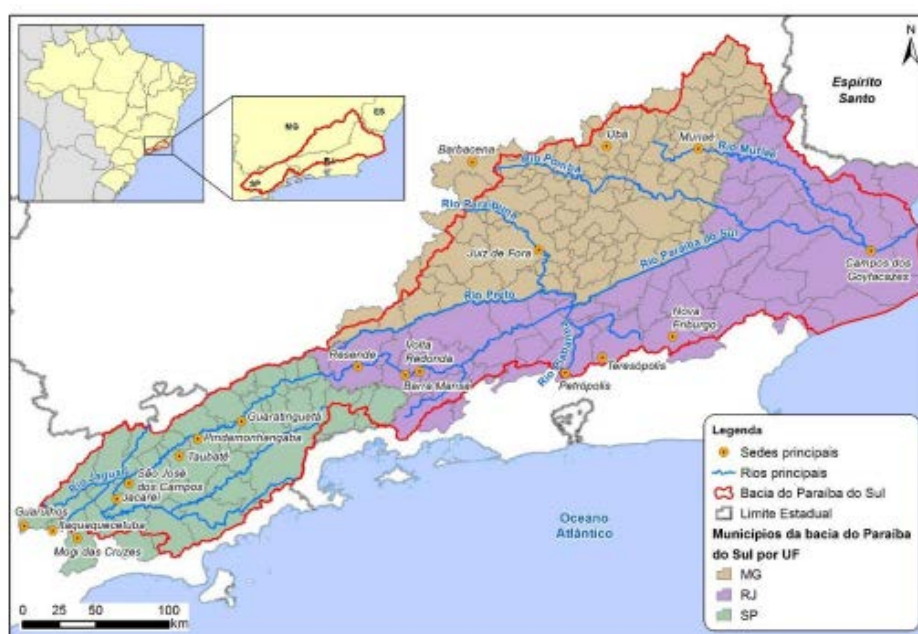 MG
ES
RJ
SP
N
Espírito
Santo
Barbacena
Ubá
Muriaé
Rio Muriaé
Rio Pomba
Rio Paraibuna
Juiz de Fora
Rio Paraíba do Sul
Campos dos
Goytacazes
Rio Preto
Nova
Friburgo
Resende
Volta
Redonda
Barra Mansa
Rio Piabanha
Teresópolis
Petrópolis
Guaratinguetá
Pindamonhangaba
Taubaté
Rio Jaguari
São José
dos Campos
Jacareí
Guarulhos
Itaquaquecetuba
Mogi das Cruzes
Oceano
Atlântico
0 25 50 100
km
Legenda
Sedes principais
Rios principais
Bacia do Paraíba do Sul
Limite Estadual
Municípios da bacia do Paraíba
do Sul por UF
MG
RJ
SP